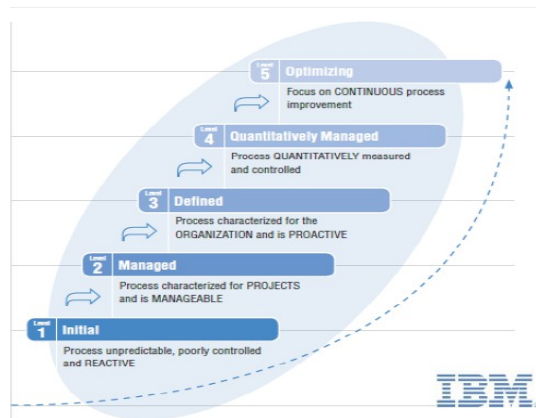 Level 5 Optimizing
Focus on CONTINUOUS process
improvement
Level 4 Quantitatively Managed
Process QUANTITATIVELY measured
and controlled
Level 3 Defined
Process characterized for the
ORGANIZATION and is PROACTIVE
Level 2 Managed
Process characterized for PROJECTS
and is MANAGEABLE
Level 1 Initial
Process unpredictable, poorly controlled
and REACTIVE
IBM